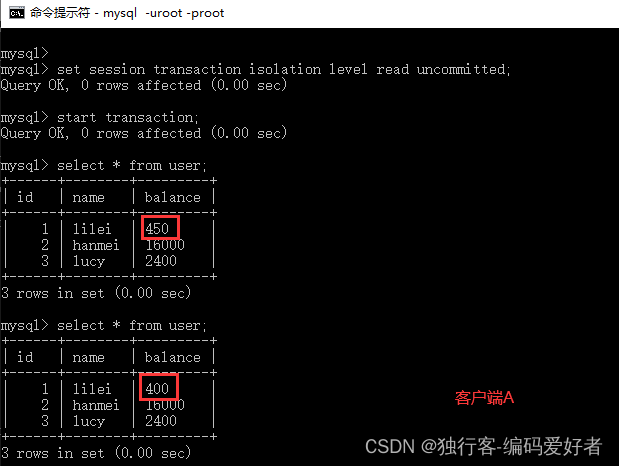 命令提示符 - mysql  -uroot -proot
mysql>
mysql> set session transaction isolation level read uncommitted;
Query OK, 0 rows affected (0.00 sec)
mysql> start transaction;
Query OK, 0 rows affected (0.00 sec)
mysql> select * from user;
+------+--------+---------+
| id   | name   | balance |
+------+--------+---------+
|    1 | lilei  | 450     |
|    2 | hanmei | 16000   |
|    3 | lucy   | 2400    |
+------+--------+---------+
3 rows in set (0.00 sec)
mysql> select * from user;
+------+--------+---------+
| id   | name   | balance |
+------+--------+---------+
|    1 | lilei  | 400     |
|    2 | hanmei | 16000   |
|    3 | lucy   | 2400    |
+------+--------+---------+
3 rows in set (0.00 sec)
客户端A
CSDN @独行客-编码爱好者